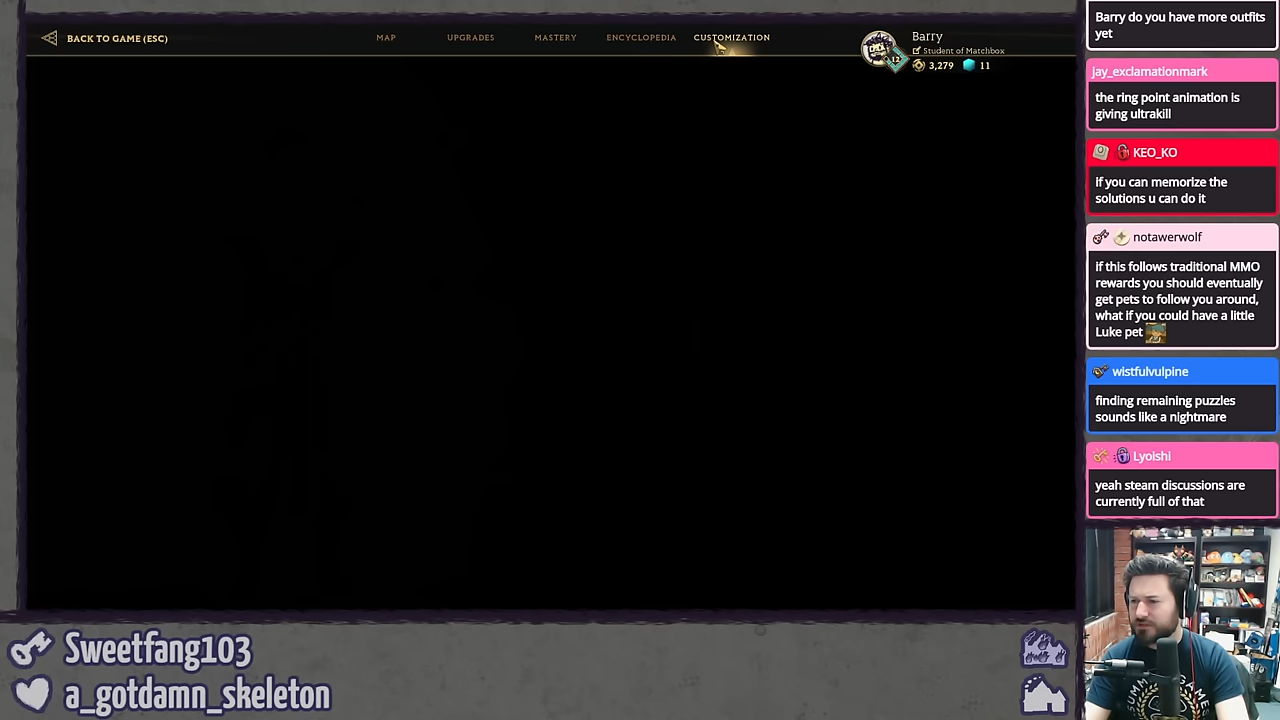 BACK TO GAME (ESC)
MAP
UPGRADES
MASTERY
ENCYCLOPEDIA
CUSTOMIZATION
12
Barry
Student of Matchbox
3,279
11
Barry do you have more outfits
yet
jay_exclamationmark
the ring point animation is
giving ultrakill
KEO_KO
if you can memorize the
solutions u can do it
notawerwolf
if this follows traditional MMO
rewards you should eventually
get pets to follow you around,
what if you could have a little
Luke pet
wistfulvulpine
finding remaining puzzles
sounds like a nightmare
Lyoishi
yeah steam discussions are
currently full of that
Sweetfang103
a_gotdamn_skeleton